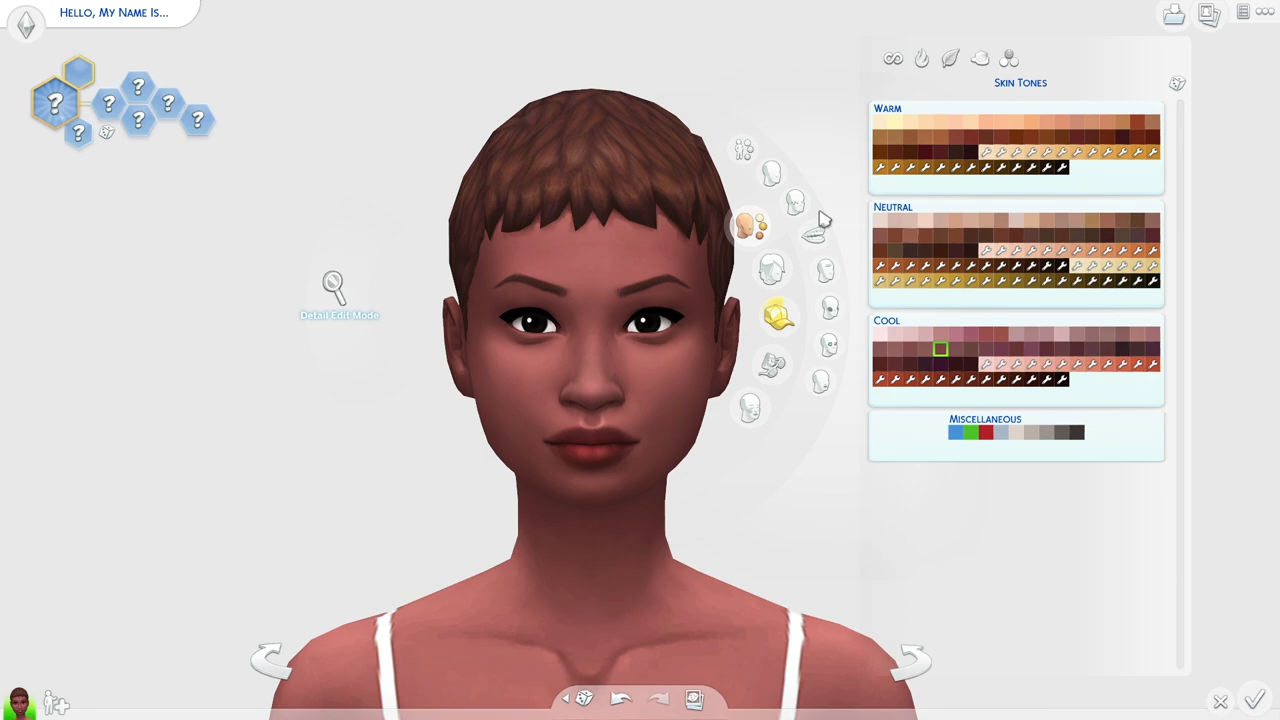 Hello, My Name Is...
Skin Tones
Warm
Neutral
Cool
Miscellaneous
Detail Edit Mode
? ? ? ? ? ? ?